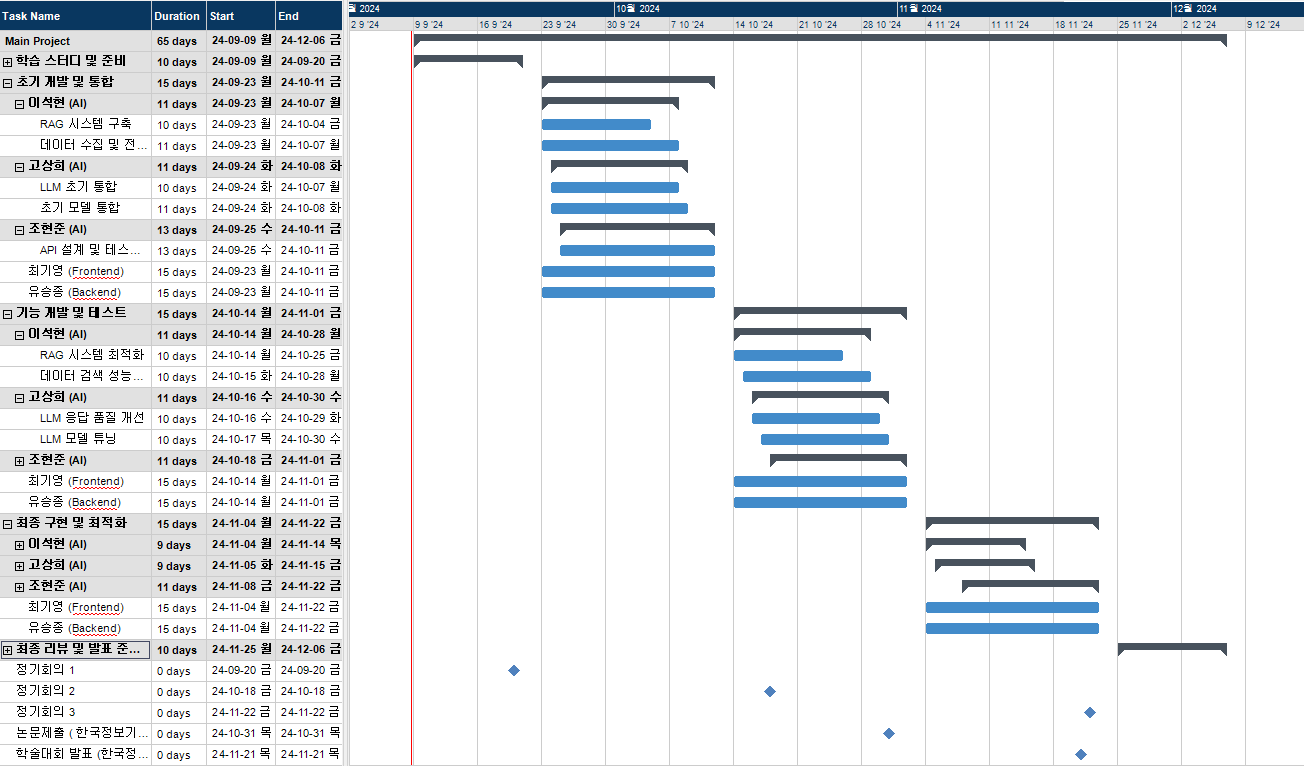 월 2024 10월 2024 11월 2024 12월 2024
Task Name Duration Start End 2 9 '24 9 9 '24 16 9 '24 23 9 '24 30 9 '24 7 10 '24 14 10 '24 21 10 '24 28 10 '24 4 11 '24 11 11 '24 18 11 '24 25 11 '24 2 12 '24 9 12 '24
Main Project 65 days 24-09-09 월 24-12-06 금
학습 스터디 및 준비 10 days 24-09-09 월 24-09-20 금
초기 개발 및 통합 15 days 24-09-23 월 24-10-11 금
이석현 (AI) 11 days 24-09-23 월 24-10-07 월
RAG 시스템 구축 10 days 24-09-23 월 24-10-04 금
데이터 수집 및 전... 11 days 24-09-23 월 24-10-07 월
고상희 (AI) 11 days 24-09-24 화 24-10-08 화
LLM 초기 통합 10 days 24-09-24 화 24-10-07 월
초기 모델 통합 11 days 24-09-24 화 24-10-08 화
조현준 (AI) 13 days 24-09-25 수 24-10-11 금
API 설계 및 테스... 13 days 24-09-25 수 24-10-11 금
최기영 (Frontend) 15 days 24-09-23 월 24-10-11 금
유승종 (Backend) 15 days 24-09-23 월 24-10-11 금
기능 개발 및 테스트 15 days 24-10-14 월 24-11-01 금
이석현 (AI) 11 days 24-10-14 월 24-10-28 월
RAG 시스템 최적화 10 days 24-10-14 월 24-10-25 금
데이터 검색 성능... 10 days 24-10-15 화 24-10-28 월
고상희 (AI) 11 days 24-10-16 수 24-10-30 수
LLM 응답 품질 개선 10 days 24-10-16 수 24-10-29 화
LLM 모델 튜닝 10 days 24-10-17 목 24-10-30 수
조현준 (AI) 11 days 24-10-18 금 24-11-01 금
최기영 (Frontend) 15 days 24-10-14 월 24-11-01 금
유승종 (Backend) 15 days 24-10-14 월 24-11-01 금
최종 구현 및 최적화 15 days 24-11-04 월 24-11-22 금
이석현 (AI) 9 days 24-11-04 월 24-11-14 목
고상희 (AI) 9 days 24-11-05 화 24-11-15 금
조현준 (AI) 11 days 24-11-08 금 24-11-22 금
최기영 (Frontend) 15 days 24-11-04 월 24-11-22 금
유승종 (Backend) 15 days 24-11-04 월 24-11-22 금
최종 리뷰 및 발표 준... 10 days 24-11-25 월 24-12-06 금
정기회의 1 0 days 24-09-20 금 24-09-20 금
정기회의 2 0 days 24-10-18 금 24-10-18 금
정기회의 3 0 days 24-11-22 금 24-11-22 금
논문제출 ( 한국정보기... 0 days 24-10-31 목 24-10-31 목
학술대회 발표 (한국정... 0 days 24-11-21 목 24-11-21 목